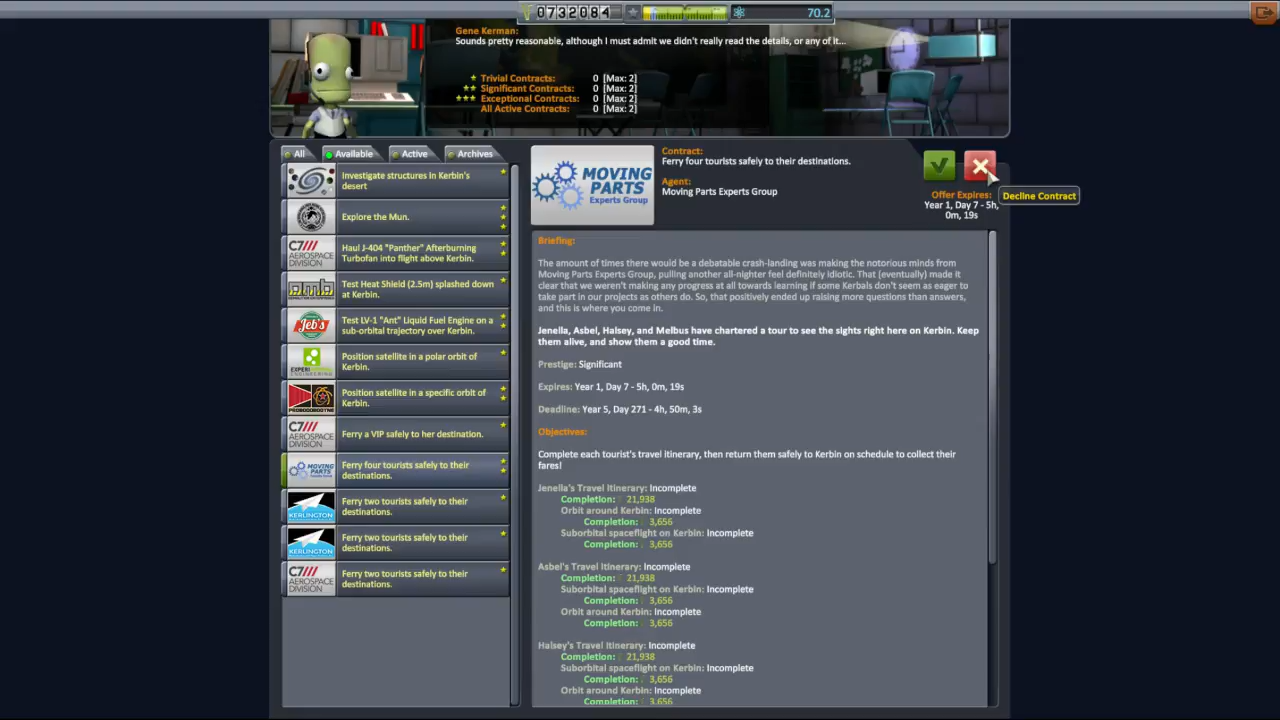 0732084
70.2
Gene Kerman:
Sounds pretty reasonable, although I must admit we didn't really read the details, or any of it...
Trivial Contracts: 0 [Max: 2]
Significant Contracts: 0 [Max: 2]
Exceptional Contracts: 0 [Max: 2]
All Active Contracts: 0 [Max: 2]
All
Available
Active
Archives
Investigate structures in Kerbin's
desert
Explore the Mun.
C7
AEROSPACE
DIVISION
Haul J-404 "Panther" Afterburning
Turbofan into flight above Kerbin.
Test Heat Shield (2.5m) splashed down
at Kerbin.
Jeb's
Test LV-1 "Ant" Liquid Fuel Engine on a
sub-orbital trajectory over Kerbin.
Position satellite in a polar orbit of
Kerbin.
Position satellite in a specific orbit of
Kerbin.
C7
AEROSPACE
DIVISION
Ferry a VIP safely to her destination.
MOVING
PARTS
Ferry four tourists safely to their
destinations.
KERLINGTON
Ferry two tourists safely to their
destinations.
KERLINGTON
Ferry two tourists safely to their
destinations.
C7
AEROSPACE
DIVISION
Ferry two tourists safely to their
destinations.
MOVING
PARTS
Experts Group
Contract:
Ferry four tourists safely to their destinations.
Agent:
Moving Parts Experts Group
Decline Contract
Offer Expires:
Year 1, Day 7 - 5h,
0m, 19s
Briefing:
The amount of times there would be a debatable crash-landing was making the notorious minds from
Moving Parts Experts Group, pulling another all-nighter feel definitely idiotic. That (eventually) made it
clear that we weren't making any progress at all towards learning if some Kerbals don't seem as eager to
take part in our projects as others do. So, that positively ended up raising more questions than answers,
and this is where you come in.
Jenella, Asbel, Halsey, and Melbus have chartered a tour to see the sights right here on Kerbin. Keep
them alive, and show them a good time.
Prestige: Significant
Expires: Year 1, Day 7 - 5h, 0m, 19s
Deadline: Year 5, Day 271 - 4h, 50m, 3s
Objectives:
Complete each tourist's travel itinerary, then return them safely to Kerbin on schedule to collect their
fares!
Jenella's Travel Itinerary: Incomplete
Completion: 21,938
Orbit around Kerbin: Incomplete
Completion: 3,656
Suborbital spaceflight on Kerbin: Incomplete
Completion: 3,656
Asbel's Travel Itinerary: Incomplete
Completion: 21,938
Suborbital spaceflight on Kerbin: Incomplete
Completion: 3,656
Orbit around Kerbin: Incomplete
Completion: 3,656
Halsey's Travel Itinerary: Incomplete
Completion: 21,938
Suborbital spaceflight on Kerbin: Incomplete
Completion: 3,656
Orbit around Kerbin: Incomplete
Completion: 3,656